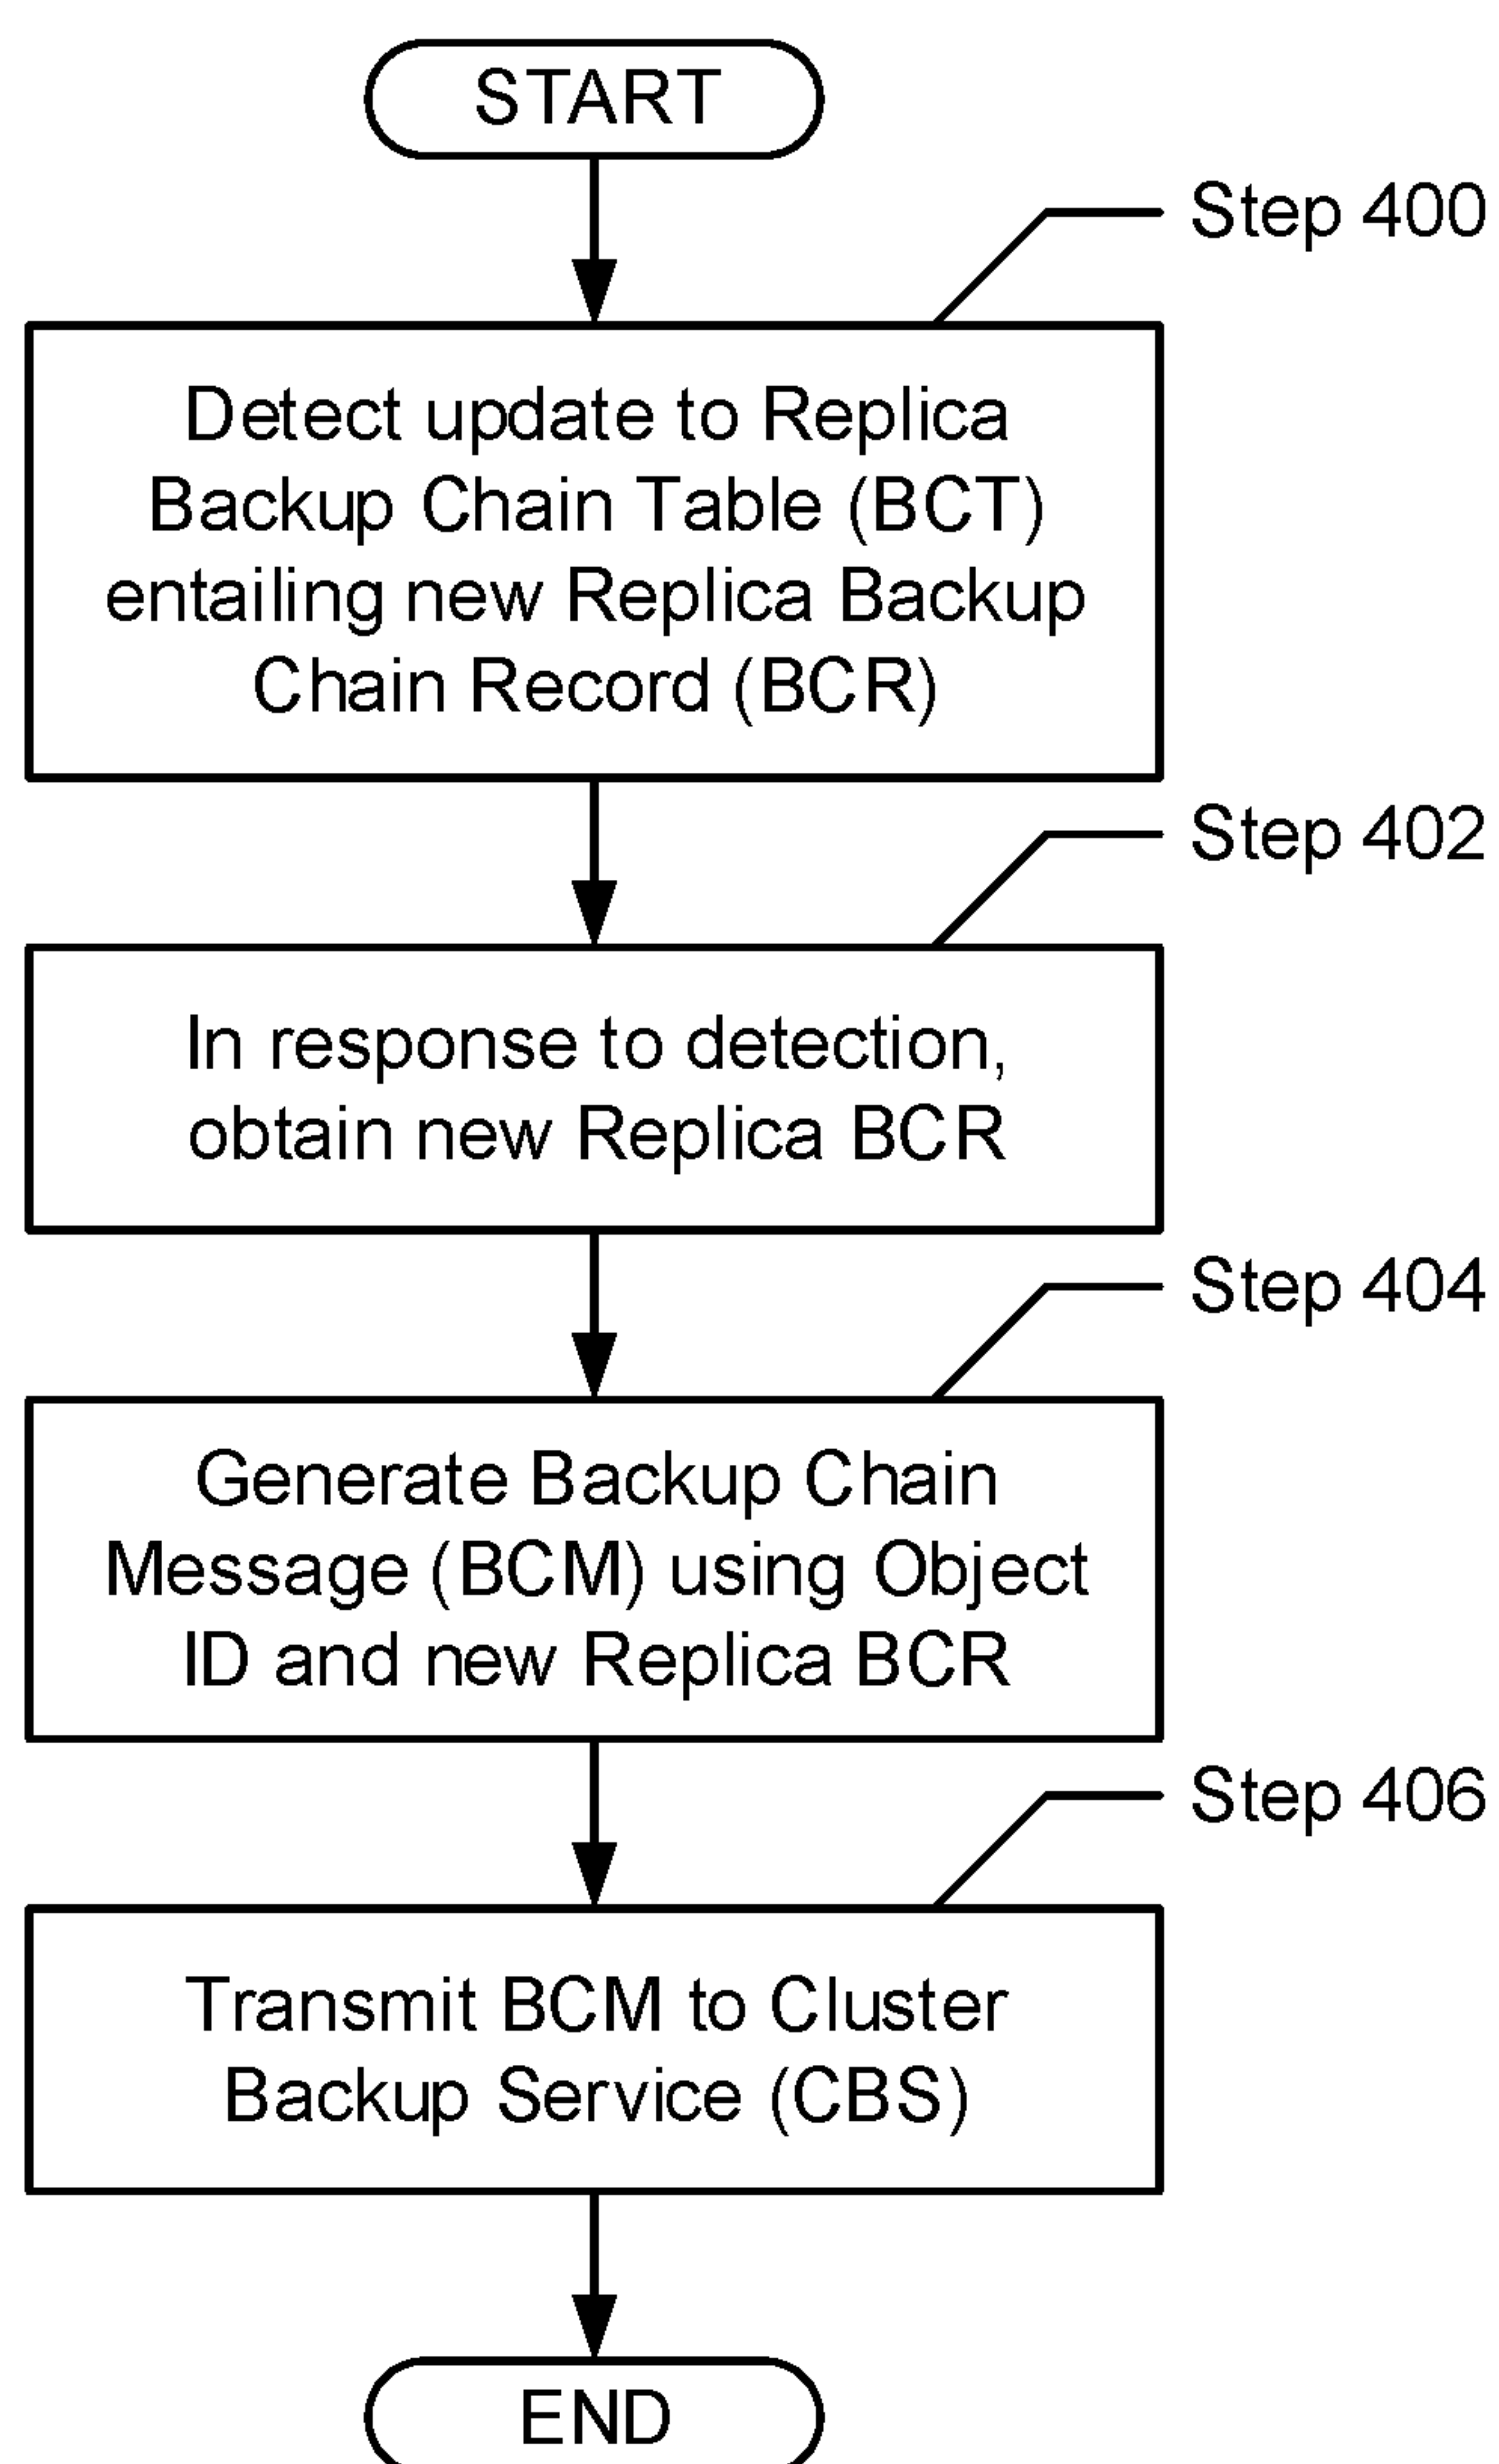 START
Step 400
Detect update to Replica
Backup Chain Table (BCT)
entailing new Replica Backup
Chain Record (BCR)
Step 402
In response to detection,
obtain new Replica BCR
Step 404
Generate Backup Chain
Message (BCM) using Object
ID and new Replica BCR
Step 406
Transmit BCM to Cluster
Backup Service (CBS)
END